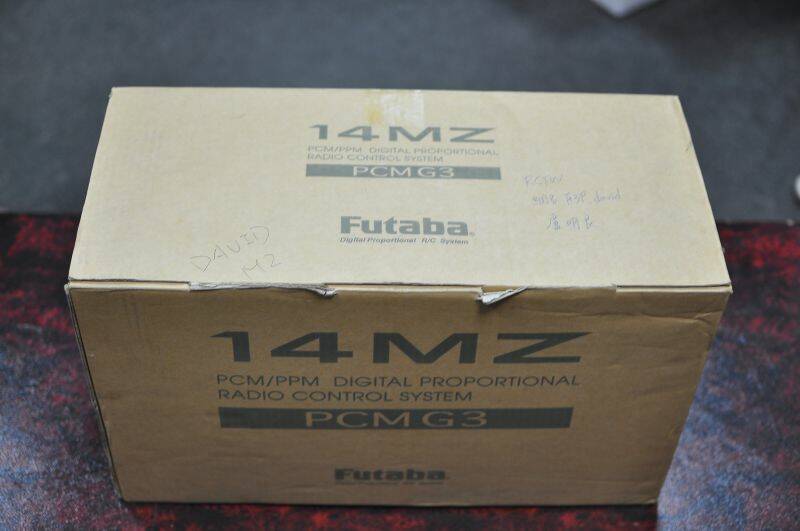 14MZ
PCM/PPM DIGITAL PROPORTIONAL
RADIO CONTROL SYSTEM
PCM G3
Futaba®
Digital Proportional R/C System
DAVID
MZ
david
14MZ
PCM/PPM DIGITAL PROPORTIONAL
RADIO CONTROL SYSTEM
PCM G3
Futaba